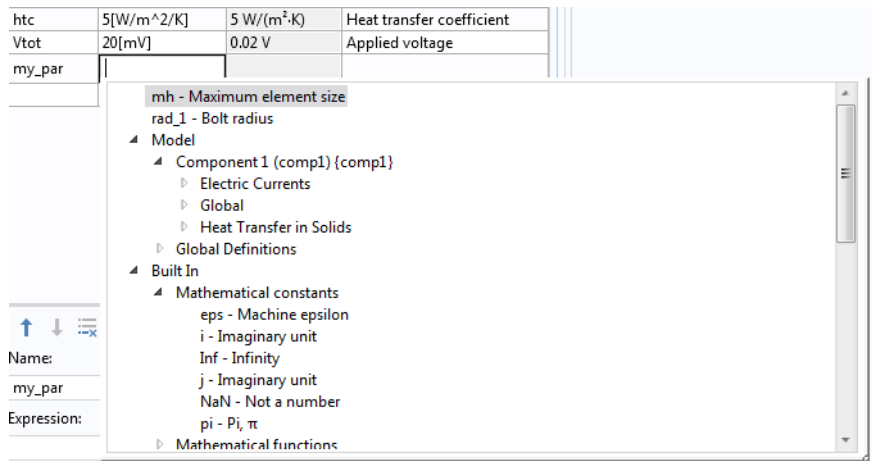 htc 5[W/m^2/K] 5 W/(m²·K) Heat transfer coefficient
Vtot 20[mV] 0.02 V Applied voltage
my_par
mh - Maximum element size
rad_1 - Bolt radius
Model
Component 1 (comp1) {comp1}
Electric Currents
Global
Heat Transfer in Solids
Global Definitions
Built In
Mathematical constants
eps - Machine epsilon
i - Imaginary unit
Inf - Infinity
j - Imaginary unit
NaN - Not a number
pi - Pi, π
Mathematical functions
Name:
my_par
Expression: